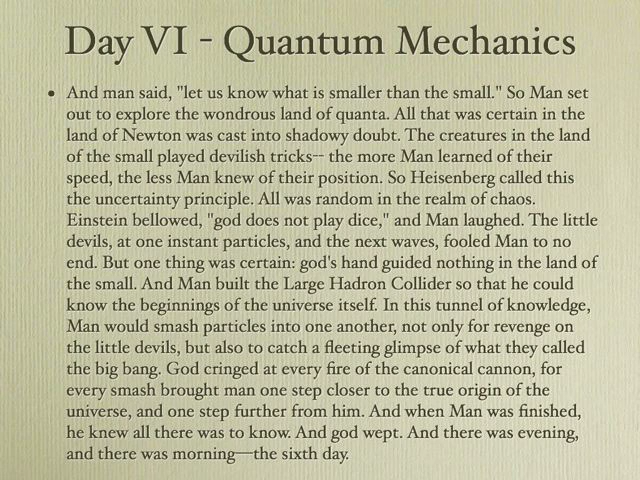 Day VI - Quantum Mechanics
• And man said, "let us know what is smaller than the small." So Man set
out to explore the wondrous land of quanta. All that was certain in the
land of Newton was cast into shadowy doubt. The creatures in the land
of the small played devilish tricks-- the more Man learned of their
speed, the less Man knew of their position. So Heisenberg called this
the uncertainty principle. All was random in the realm of chaos.
Einstein bellowed, "god does not play dice," and Man laughed. The little
devils, at one instant particles, and the next waves, fooled Man to no
end. But one thing was certain: god's hand guided nothing in the land of
the small. And Man built the Large Hadron Collider so that he could
know the beginnings of the universe itself. In this tunnel of knowledge,
Man would smash particles into one another, not only for revenge on
the little devils, but also to catch a fleeting glimpse of what they called
the big bang. God cringed at every fire of the canonical cannon, for
every smash brought man one step closer to the true origin of the
universe, and one step further from him. And when Man was finished,
he knew all there was to know. And god wept. And there was evening,
and there was morning—the sixth day.